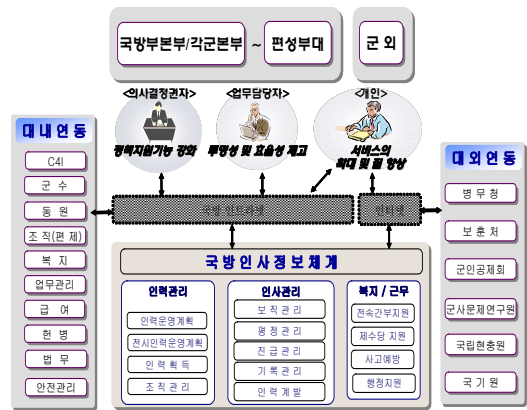 국방부본부/각군본부 ~ 편성부대
군 외
<의사결정권자>
정책지원기능 강화
<업무담당자>
투명성 및 효율성 제고
<개인>
서비스의
확대 및 질 향상
대내연동
C4I
군 수
동 원
조 직(편 제)
복 지
업무관리
급 여
헌 병
법 무
안전관리
국방 인트라넷
인터넷
국방인사정보체계
인력관리
인력운영계획
전시인력운영계획
인 력 획 득
조 직 관 리
인사관리
보 직 관 리
평 정 관 리
진 급 관 리
기 록 관 리
인 력 계 발
복지 / 근무
전속간부지원
제수당 지원
사고예방
행정지원
대외연동
병 무 청
보 훈 처
군인공제회
군사문제연구원
국립현충원
국 기 원